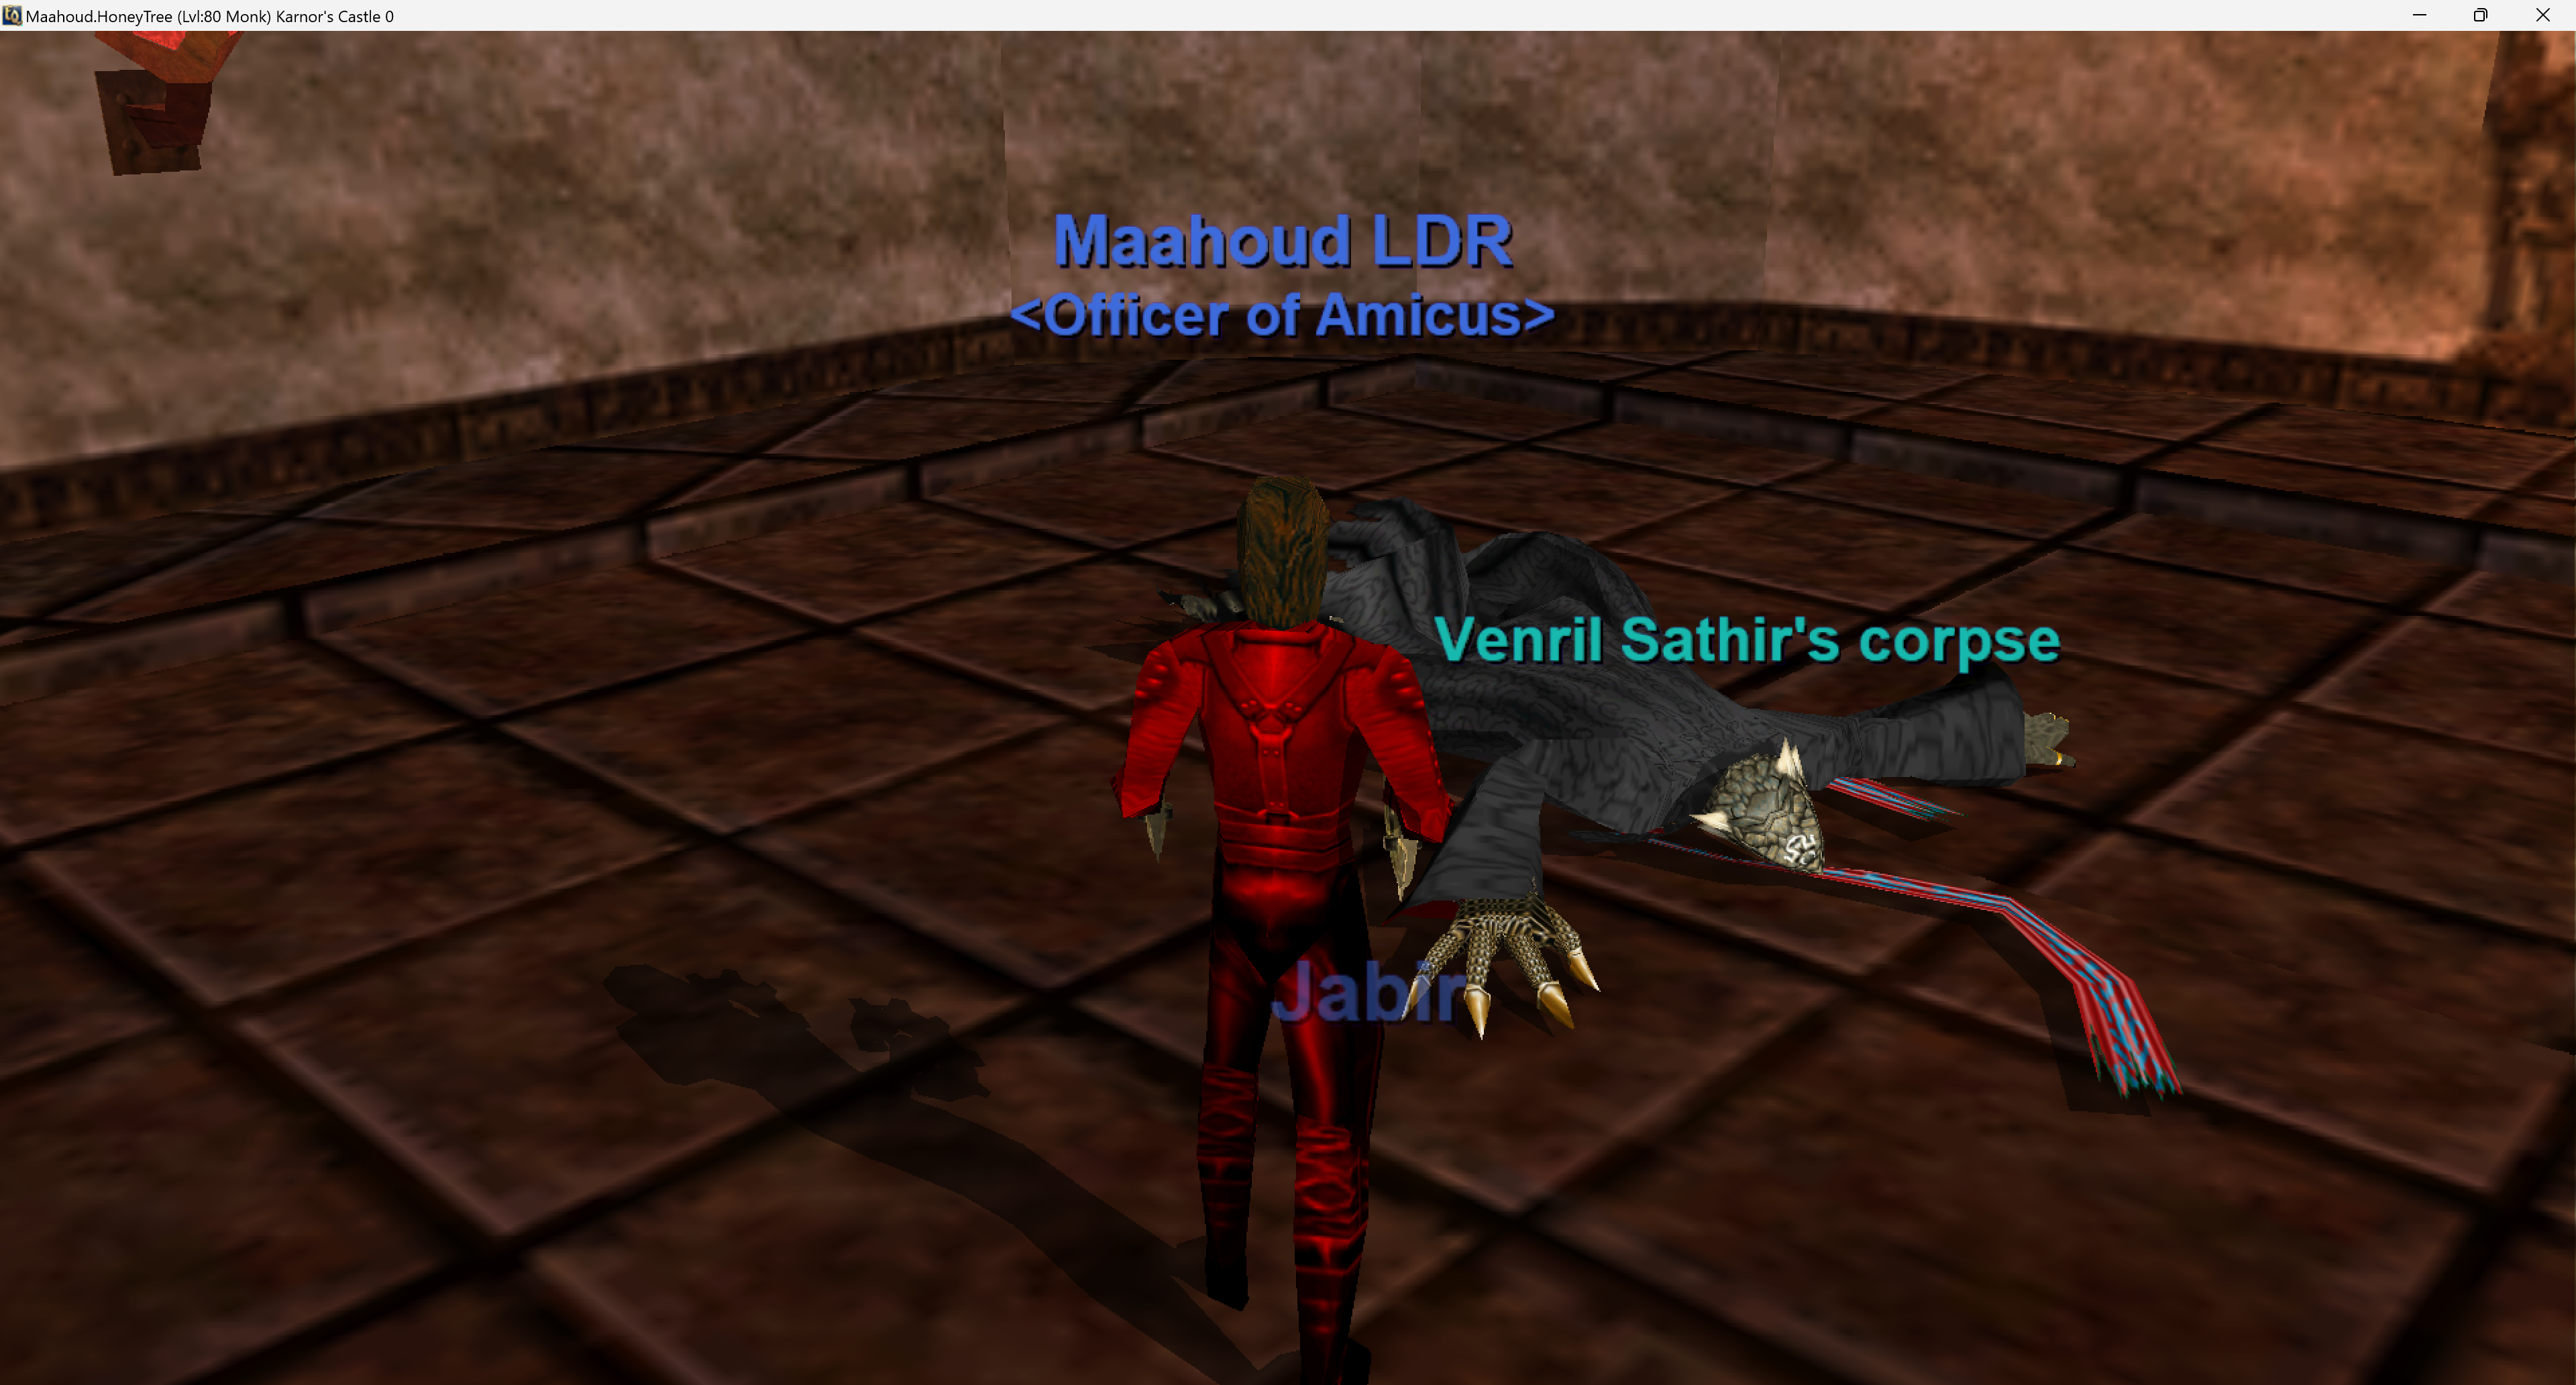 Maahoud.HoneyTree (Lvl:80 Monk) Karnor's Castle 0
Maahoud LDR
<Officer of Amicus>
Venril Sathir's corpse
Jabir